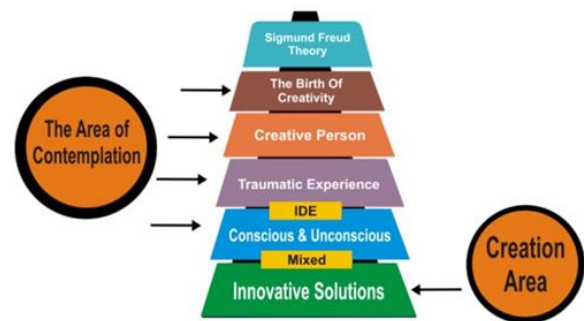 Sigmund Freud
Theory
The Birth Of
Creativity
The Area of
Contemplation
Creative Person
Traumatic Experience
IDE
Conscious & Unconscious
Mixed
Innovative Solutions
Creation
Area